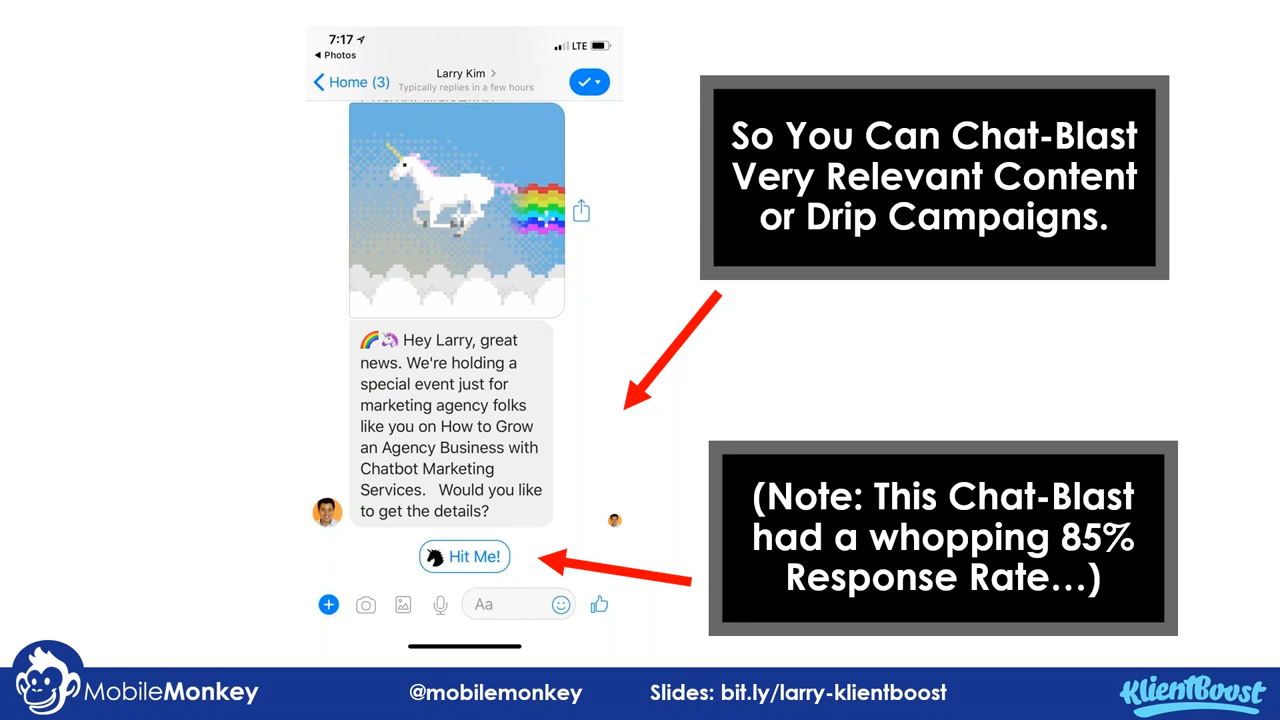 7:17
LTE
Photos
Home (3)
Larry Kim
Typically replies in a few hours
🌈🦄 Hey Larry, great
news. We're holding a
special event just for
marketing agency folks
like you on How to Grow
an Agency Business with
Chatbot Marketing
Services. Would you like
to get the details?
Hit Me!
Aa
So You Can Chat-Blast
Very Relevant Content
or Drip Campaigns.
(Note: This Chat-Blast
had a whopping 85%
Response Rate...)
MobileMonkey
@mobilemonkey
Slides: bit.ly/larry-klientboost
KlientBoost